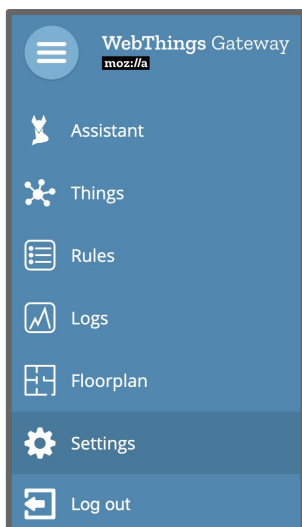 WebThings Gateway
moz://a
Assistant
Things
Rules
Logs
Floorplan
Settings
Log out